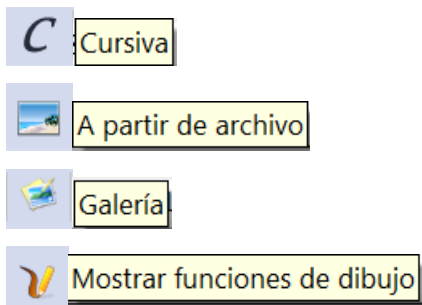 C Cursiva
A partir de archivo
Galería
Mostrar funciones de dibujo